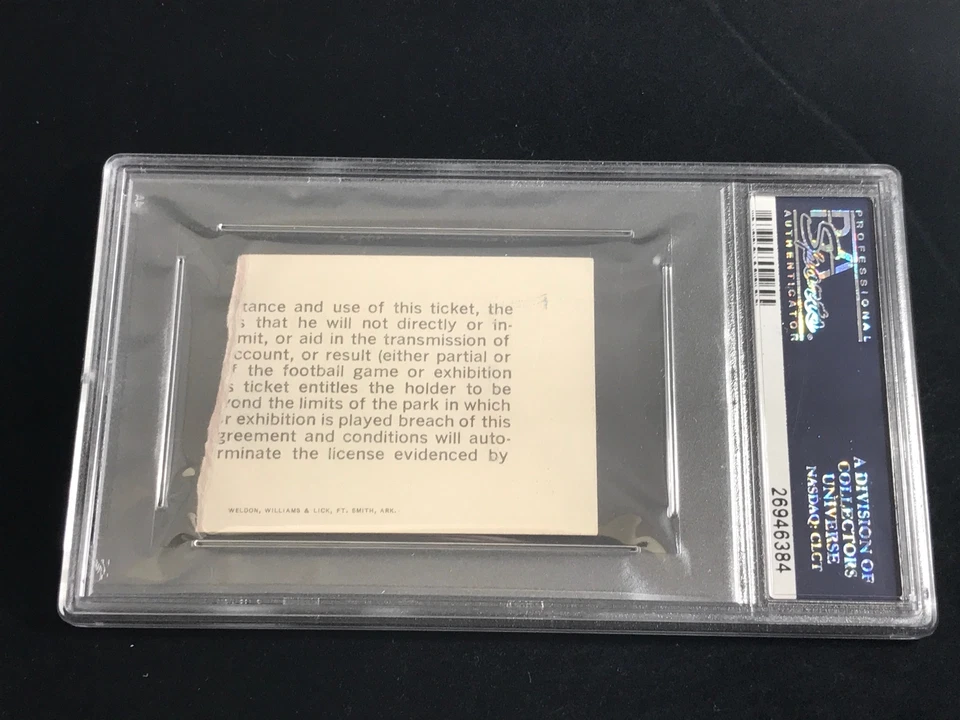 tance and use of this ticket, the
s that he will not directly or in-
mit, or aid in the transmission of
ccount, or result (either partial or
f the football game or exhibition
s ticket entitles the holder to be
yond the limits of the park in which
r exhibition is played breach of this
greement and conditions will auto-
rminate the license evidenced by
WELDON, WILLIAMS & LICK, FT. SMITH, ARK.
PROFESSIONAL
PSA
Sports
AUTHENTICATOR
A DIVISION OF
COLLECTORS
UNIVERSE
NASDAQ: CLCT
26946384